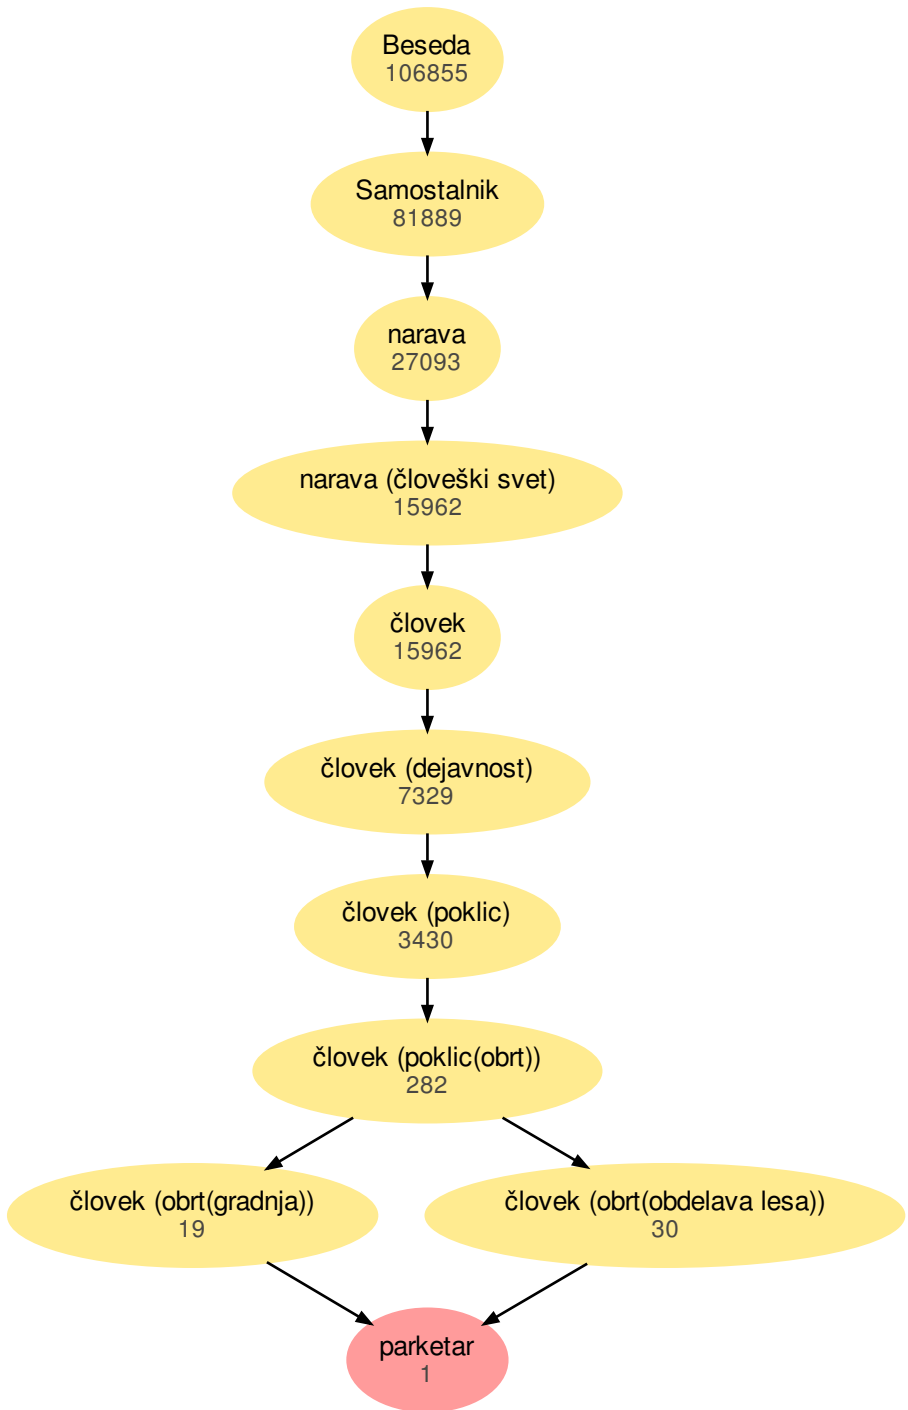 Beseda
106855
Samostalnik
81889
narava
27093
narava (človeški svet)
15962
človek
15962
človek (dejavnost)
7329
človek (poklic)
3430
človek (poklic(obrt))
282
človek (obrt(gradnja))
19
človek (obrt(obdelava lesa))
30
parketar
1